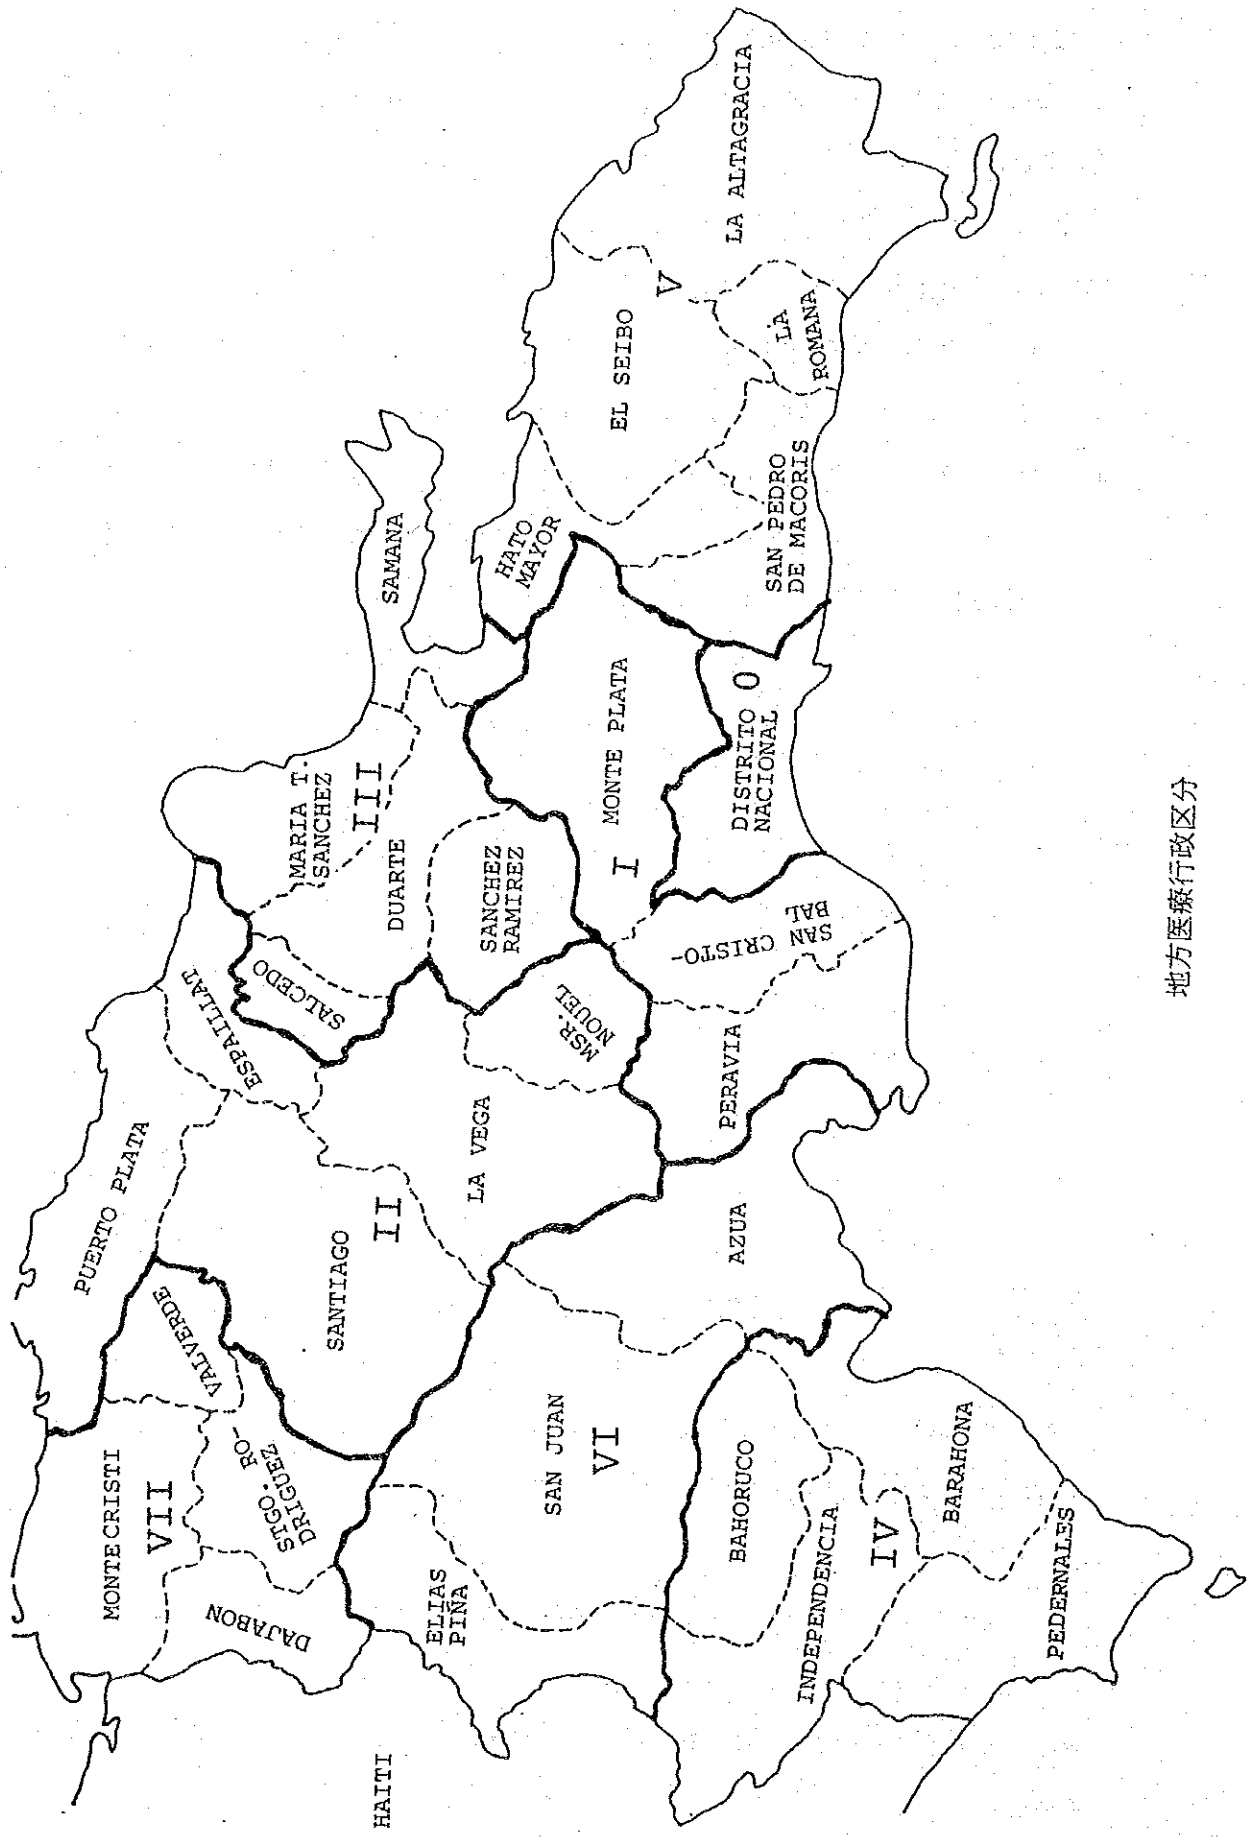 PUERTO PLATA
MONTECRISTI
VII
VALVERDE
STGO. RO-
DRIGUEZ
DAJABON
HAITI
ESPAILLAT
SANTIAGO
II
SALCEDO
LA VEGA
MSR.
NOUEL
MARIA T.
SANCHEZ
III
DUARTE
SAMANA
SANCHEZ
RAMIREZ
ELIAS
PIÑA
SAN JUAN
VI
AZUA
PERAVIA
SAN CRISTO-
BAL
MONTE PLATA
I
DISTRITO
NACIONAL
O
HATO
MAYOR
EL SEIBO
V
SAN PEDRO
DE MACORIS
LA
ROMANA
LA ALTAGRACIA
BAHORUCO
INDEPENDENCIA
IV
BARAHONA
PEDERNALES
地方医療行政区分